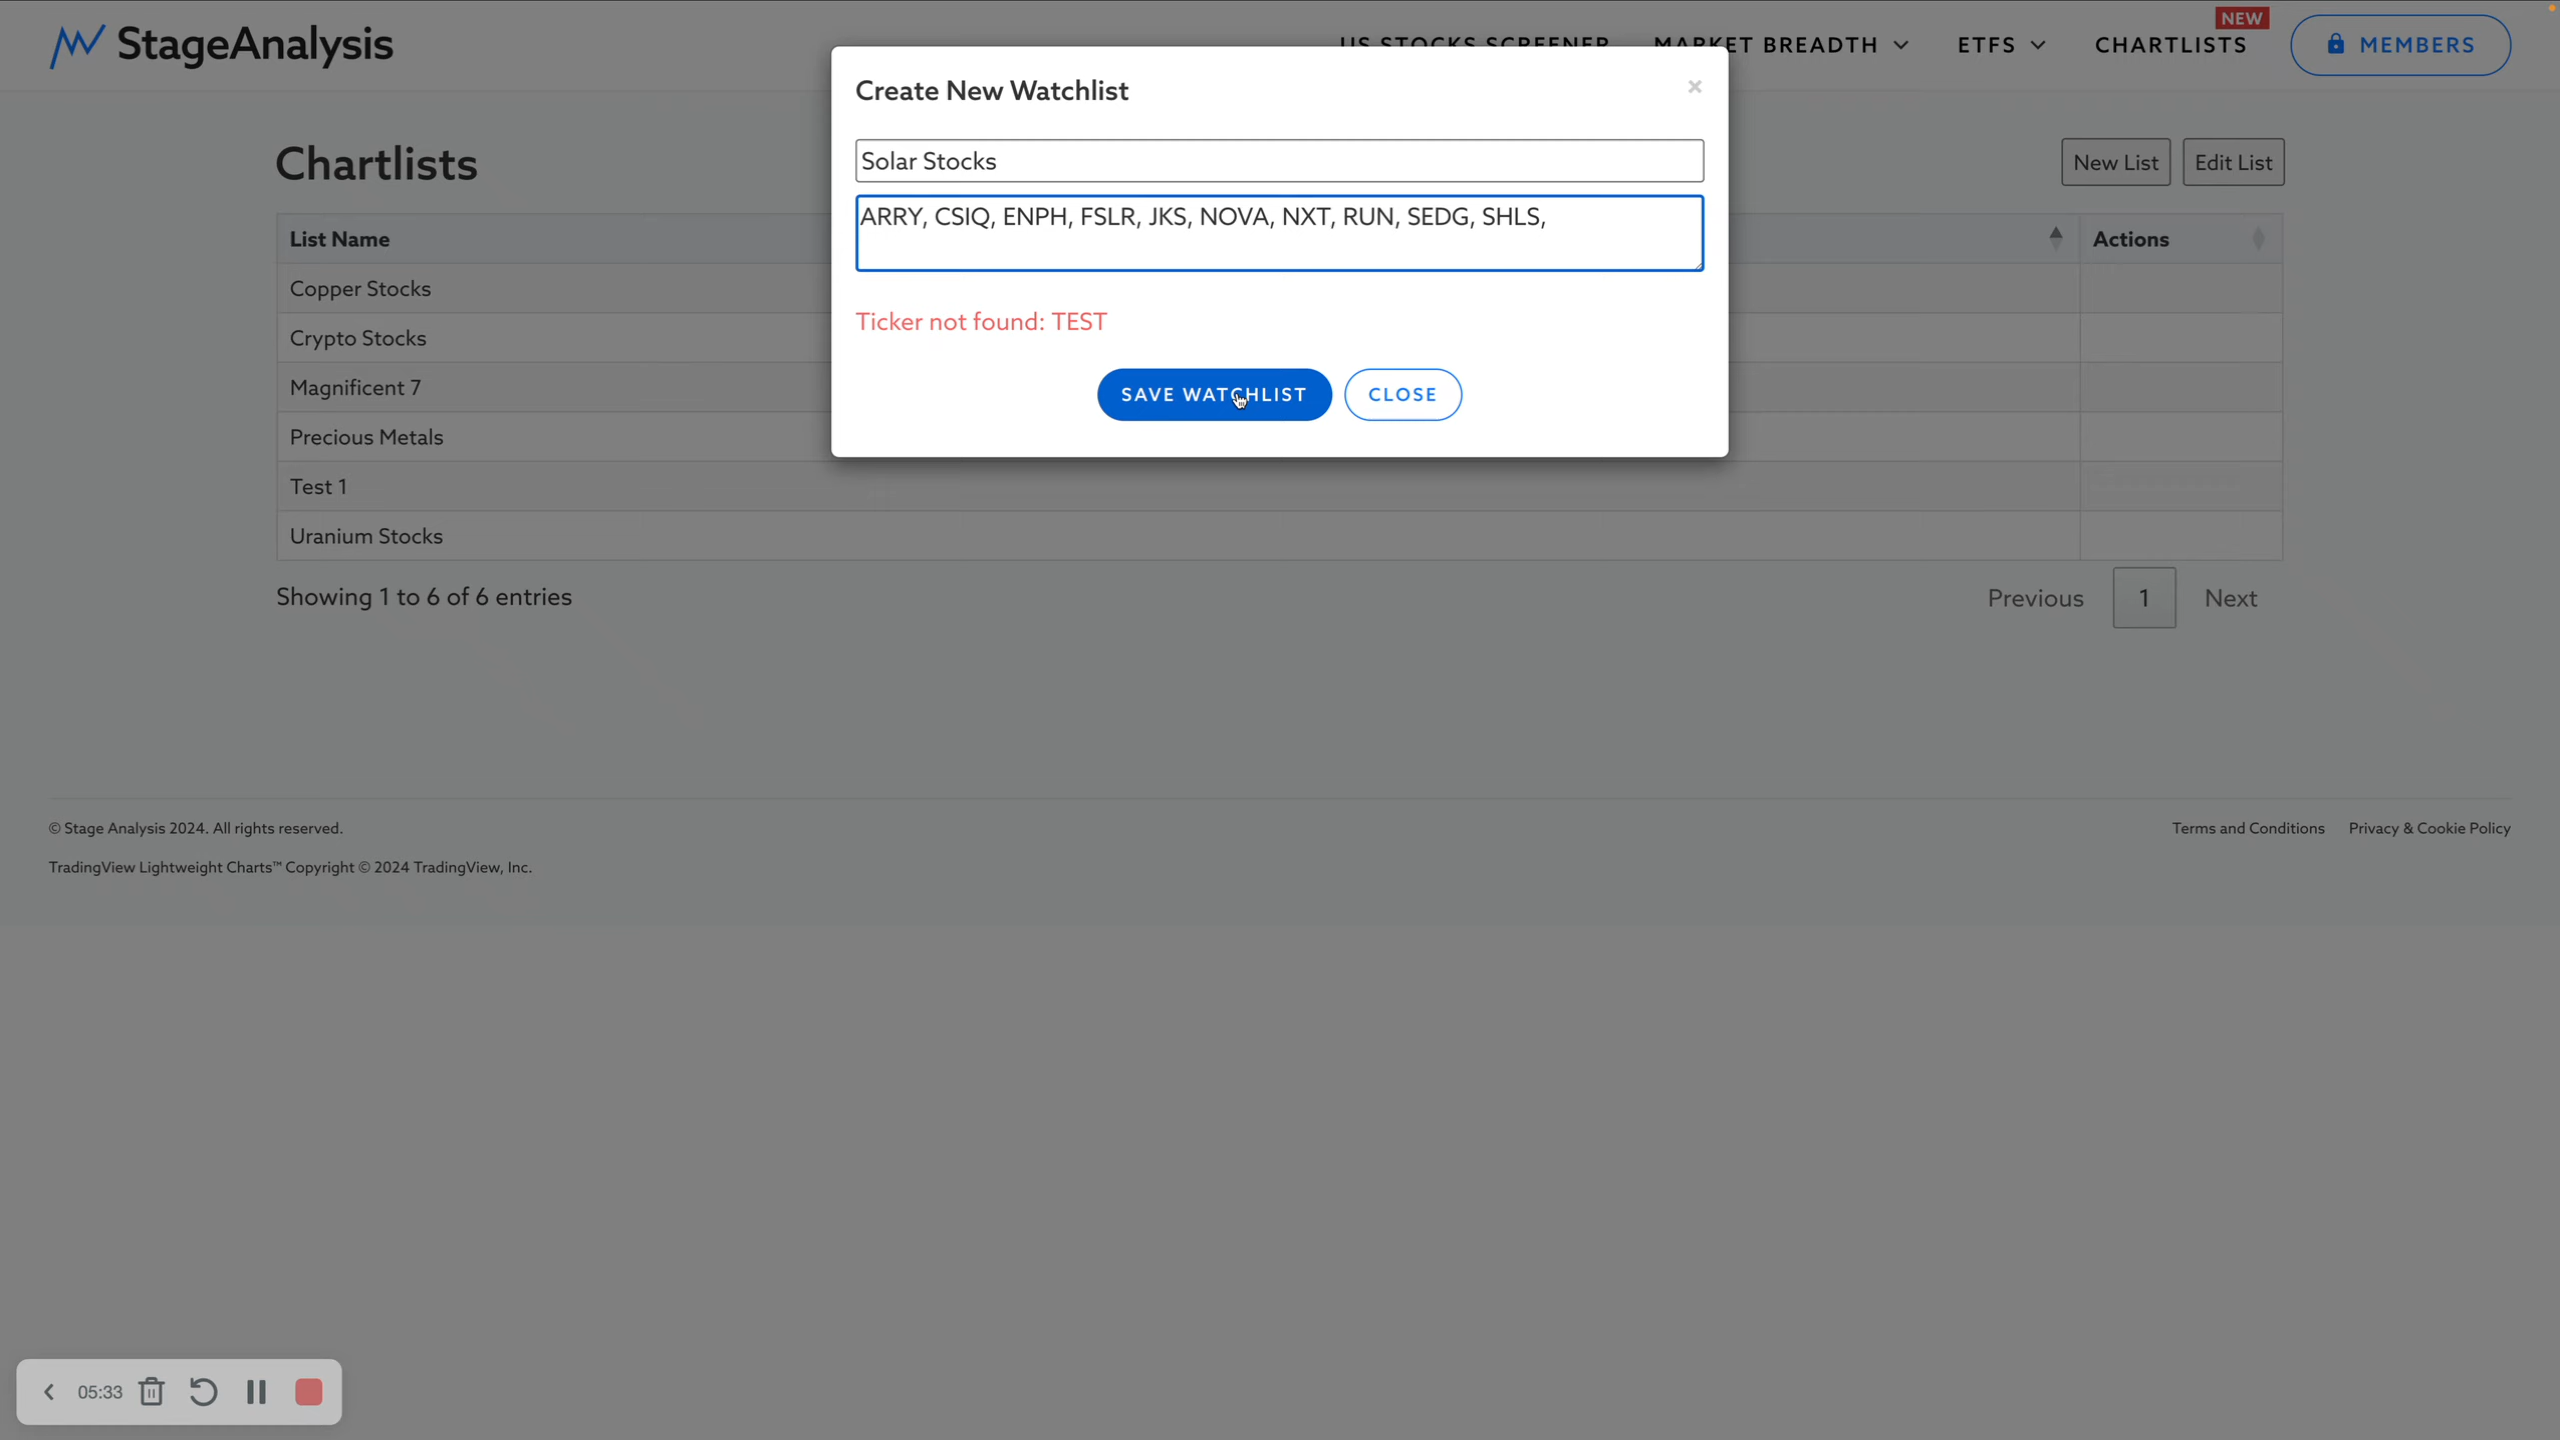 StageAnalysis
US STOCKS SCREENER
MARKET BREADTH
ETFS
CHARTLISTS
NEW
MEMBERS
Create New Watchlist
×
Solar Stocks
ARRY, CSIQ, ENPH, FSLR, JKS, NOVA, NXT, RUN, SEDG, SHLS,
Ticker not found: TEST
SAVE WATCHLIST
CLOSE
Chartlists
New List
Edit List
List Name
Actions
Copper Stocks
Crypto Stocks
Magnificent 7
Precious Metals
Test 1
Uranium Stocks
Showing 1 to 6 of 6 entries
Previous
1
Next
© Stage Analysis 2024. All rights reserved.
Terms and Conditions
Privacy & Cookie Policy
TradingView Lightweight Charts™ Copyright © 2024 TradingView, Inc.
05:33